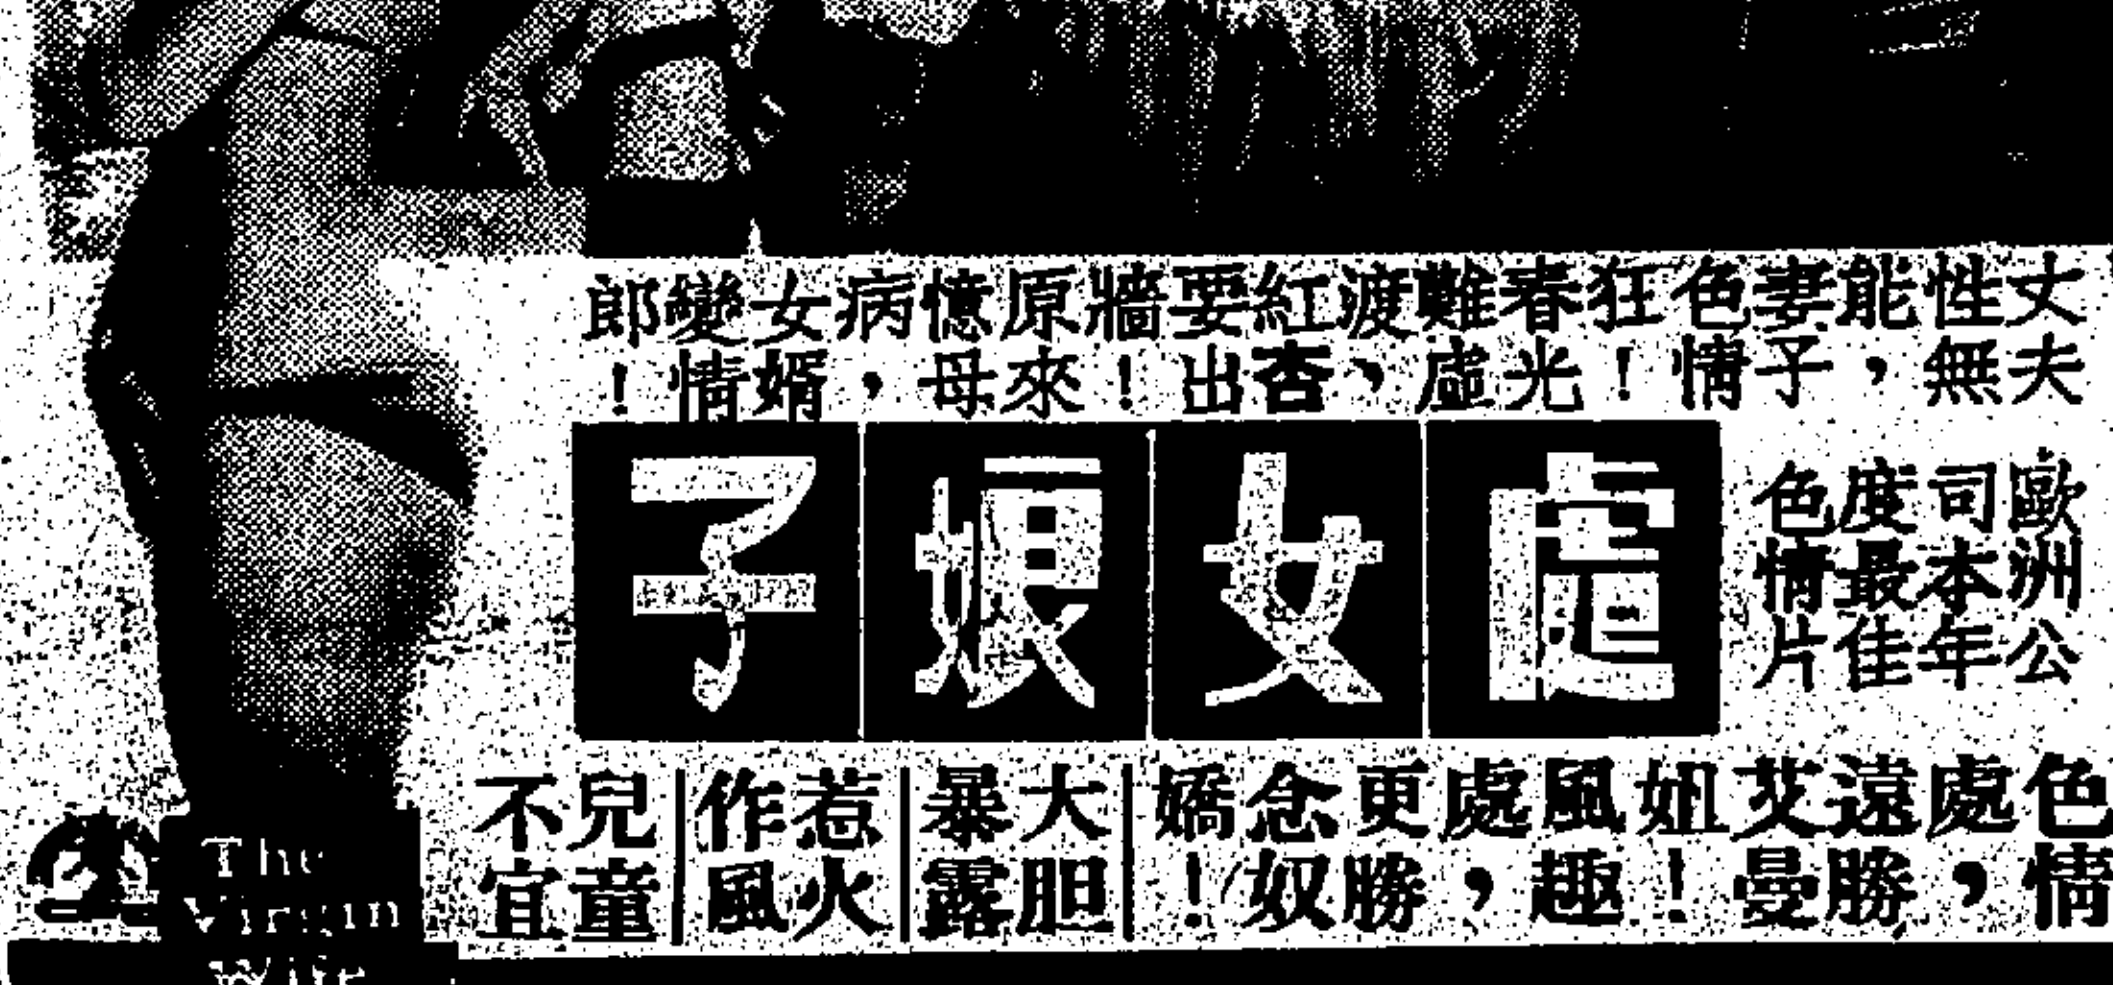 丈夫性無能，妻子色情狂！春光難虛渡，紅杏要出牆！原來憶母病，女婿變情郎！
歐洲公司本年度最佳色情片
處女娘子
色情處，遠勝艾曼妲！風趣處，更勝念奴嬌！
大胆暴露
惹火作風
兒童不宜
The
Virgin
Wife